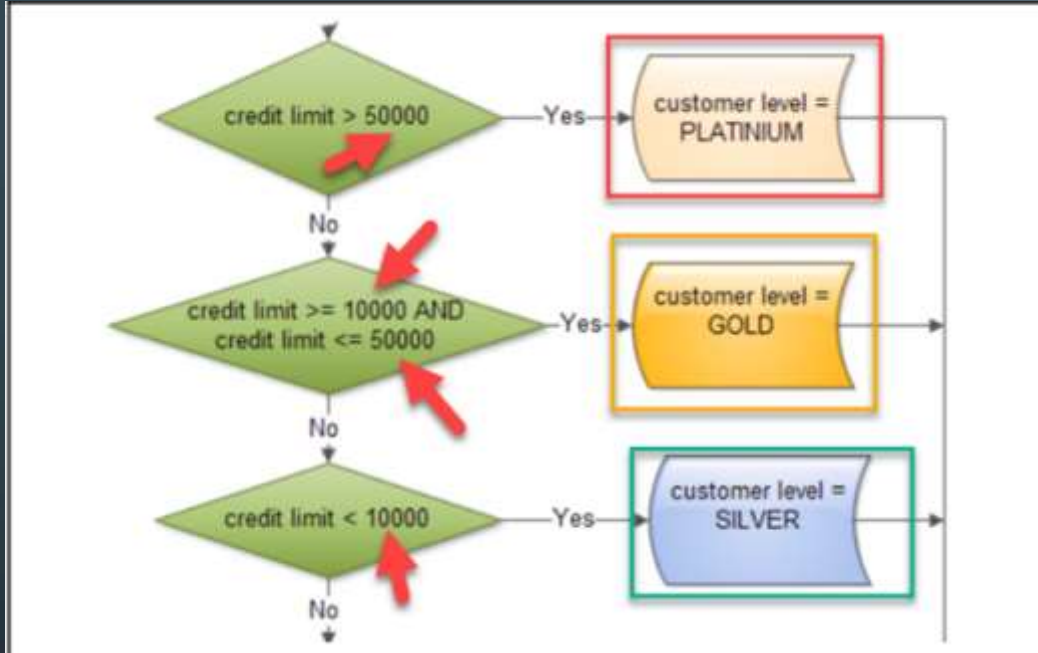 credit limit > 50000
Yes
customer level =
PLATINIUM
No
credit limit >= 10000 AND
credit limit <= 50000
Yes
customer level =
GOLD
No
credit limit < 10000
Yes
customer level =
SILVER
No